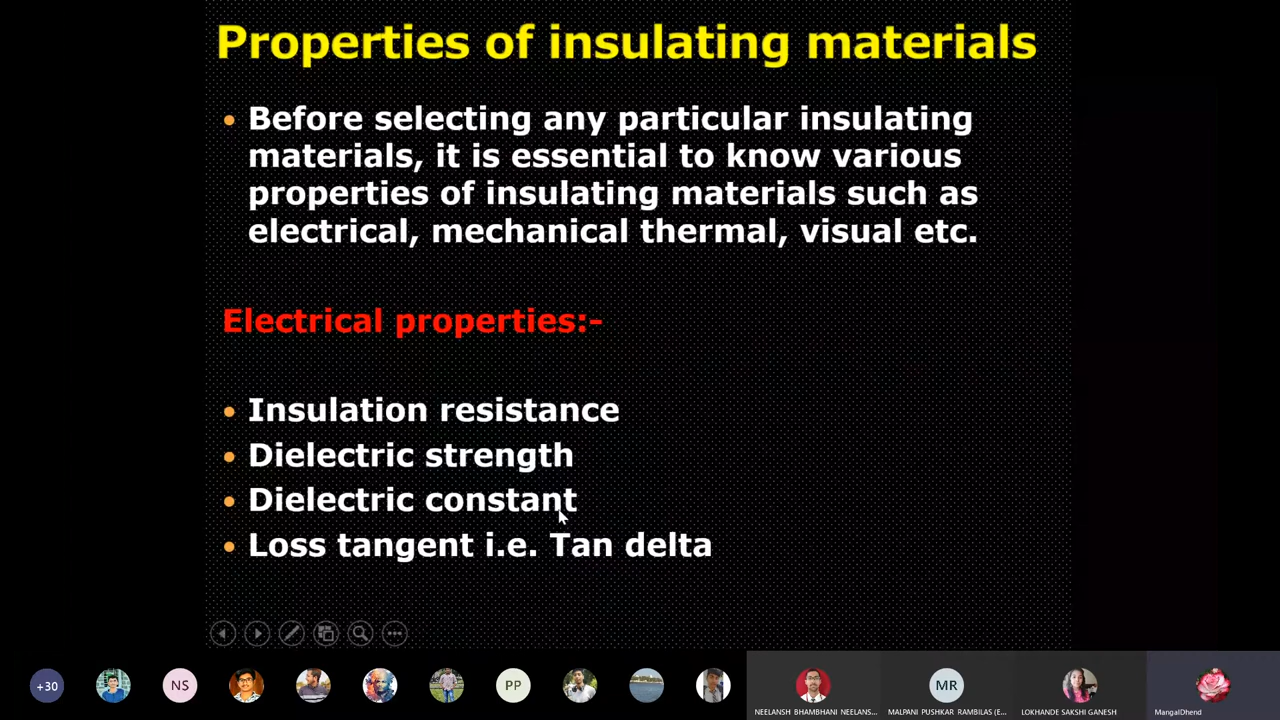 Properties of insulating materials
• Before selecting any particular insulating
materials, it is essential to know various
properties of insulating materials such as
electrical, mechanical thermal, visual etc.
Electrical properties:-
• Insulation resistance
• Dielectric strength
• Dielectric constant
• Loss tangent i.e. Tan delta
+30
NS
PP
MR
NEELANSH BHAMBHANI NEELANS...
MALPANI PUSHKAR RAMBILAS (E...
LOKHANDE SAKSHI GANESH
MangalDhend